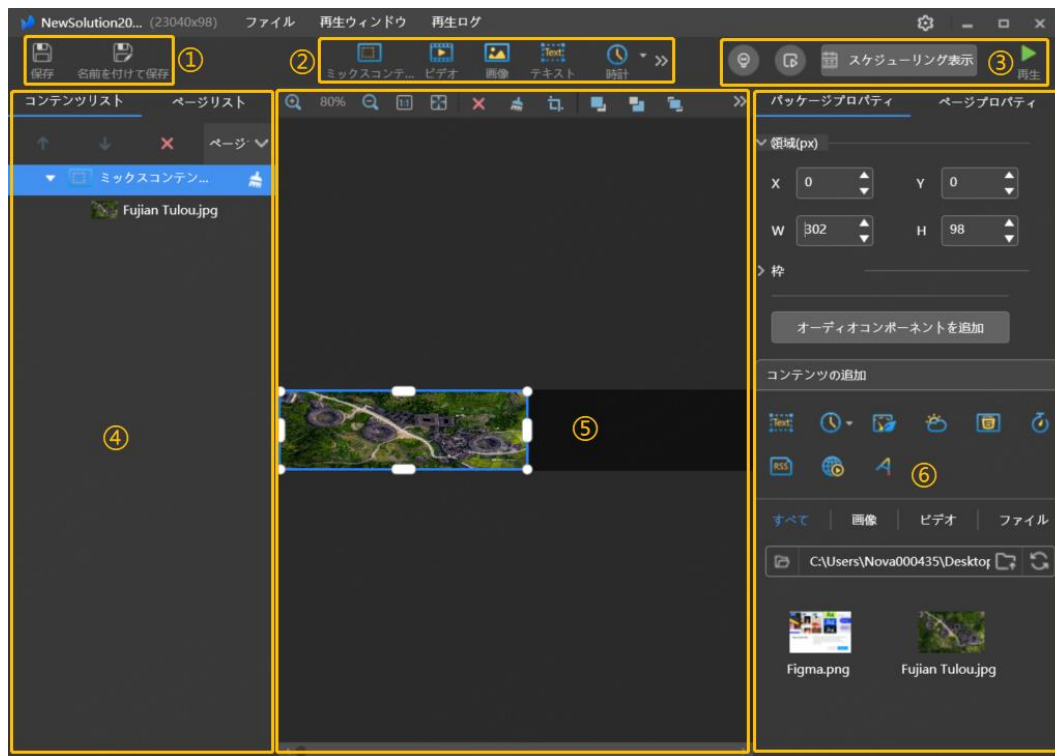 NewSolution20... (23040x98) ファイル 再生ウィンドウ 再生ログ
保存 名前を付けて保存 ①
② ミックスコンテ... ビデオ 画像 テキスト 時計
スケジューリング表示 ③ 再生
コンテンツリスト ページリスト
ページ
ミックスコンテン...
Fujian Tulou.jpg
④
80% 1:1
⑤
パッケージプロパティ ページプロパティ
領域(px)
X 0 Y 0
W 302 H 98
枠
オーディオコンポーネントを追加
コンテンツの追加
Text
RSS
⑥
すべて 画像 ビデオ ファイル
C:\Users\Nova000435\Desktop
Figma.png Fujian Tulou.jpg